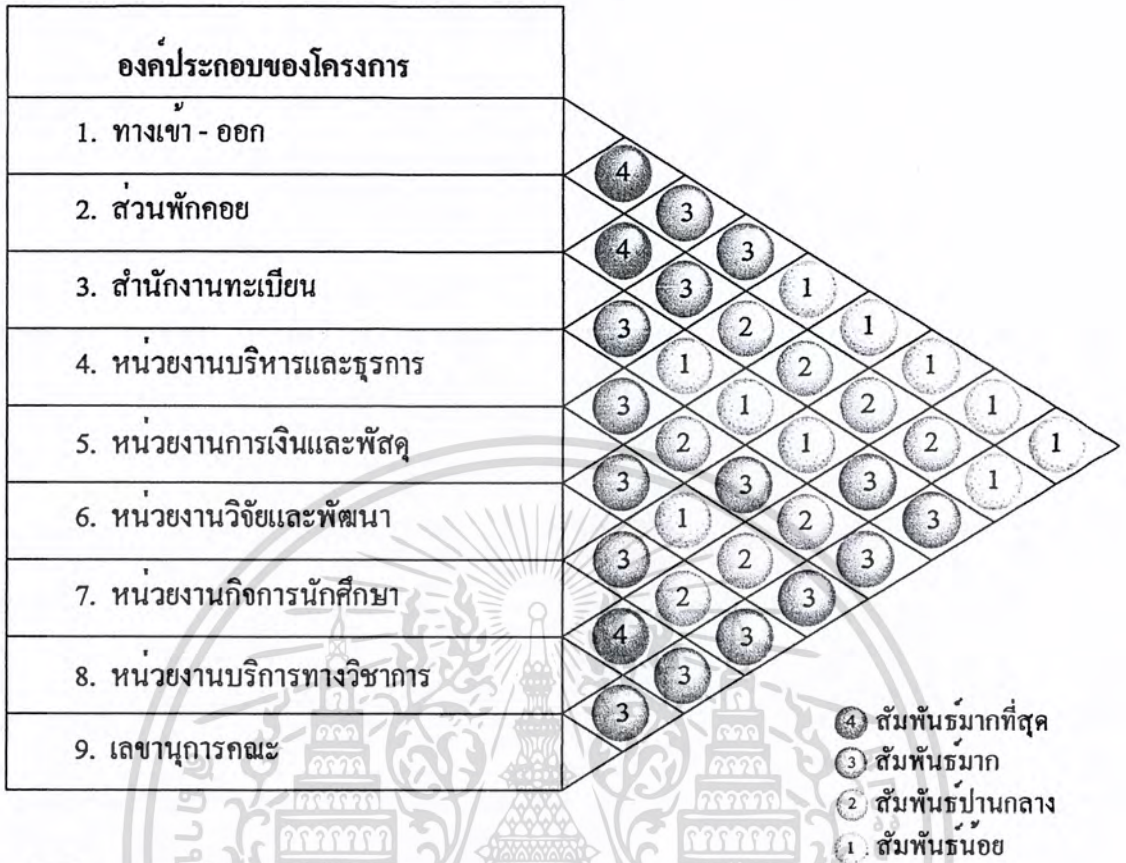 องค์ประกอบของโครงการ
1. ทางเข้า - ออก
2. ส่วนพักคอย
3. สำนักงานทะเบียน
4. หน่วยงานบริหารและธุรการ
5. หน่วยงานการเงินและพัสดุ
6. หน่วยงานวิจัยและพัฒนา
7. หน่วยงานกิจการนักศึกษา
8. หน่วยงานบริการทางวิชาการ
9. เลขานุการคณะ
4
3
4 3
3 1
3 2 1
1 2 1
3 1 2 1
2 1 2 1
3 3 3 1
1 2 3
3 2 3
2 3
4 3
3
3
4 สัมพันธ์มากที่สุด
3 สัมพันธ์มาก
2 สัมพันธ์ปานกลาง
1 สัมพันธ์น้อย